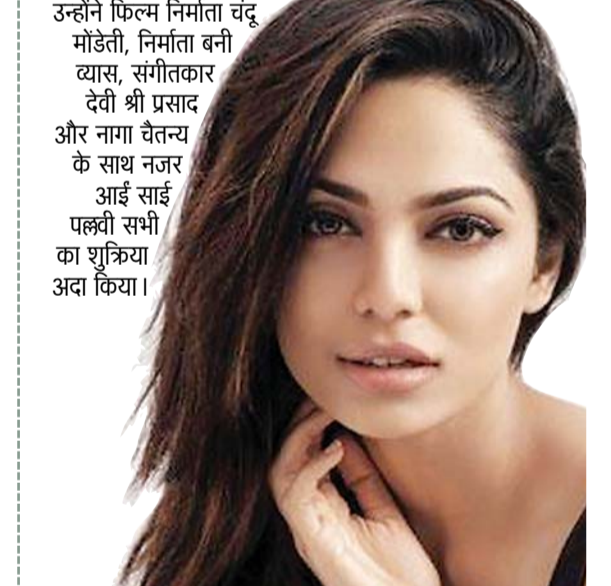 उन्होंने फिल्म निर्माता चंदू
मोंडेती, निर्माता बनी
व्यास, संगीतकार
देवी श्री प्रसाद
और नागा चैतन्य
के साथ नजर
आईं साई
पल्लवी सभी
का शुक्रिया
अदा किया।